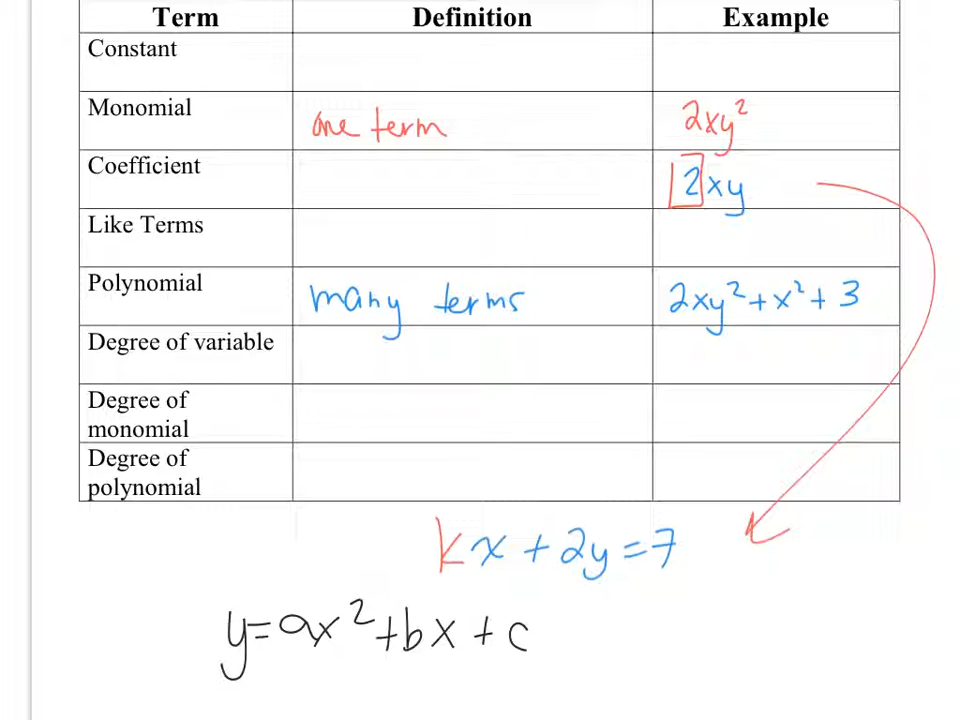 Term Definition Example
Constant
Monomial one term 2xy²
Coefficient 2xy
Like Terms
Polynomial many terms 2xy²+x²+3
Degree of variable
Degree of
monomial
Degree of
polynomial
kx+2y=7
y=ax²+bx+c